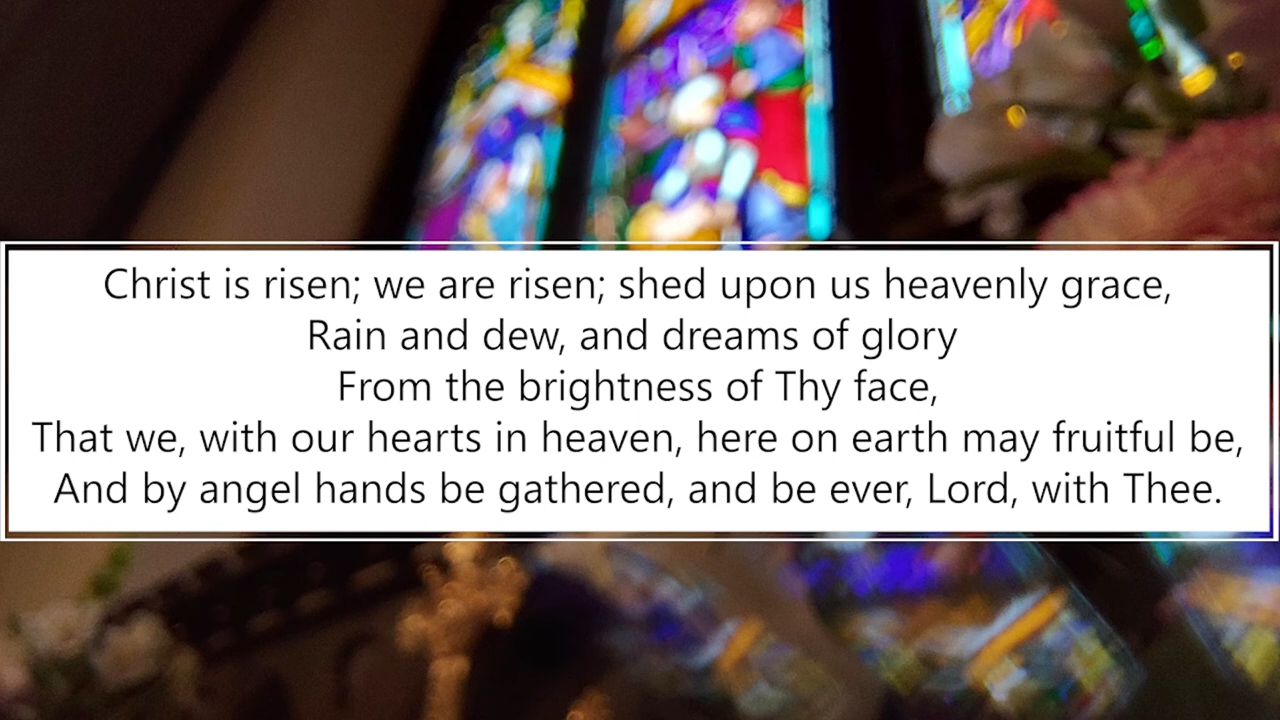 Christ is risen; we are risen; shed upon us heavenly grace,
Rain and dew, and dreams of glory
From the brightness of Thy face,
That we, with our hearts in heaven, here on earth may fruitful be,
And by angel hands be gathered, and be ever, Lord, with Thee.